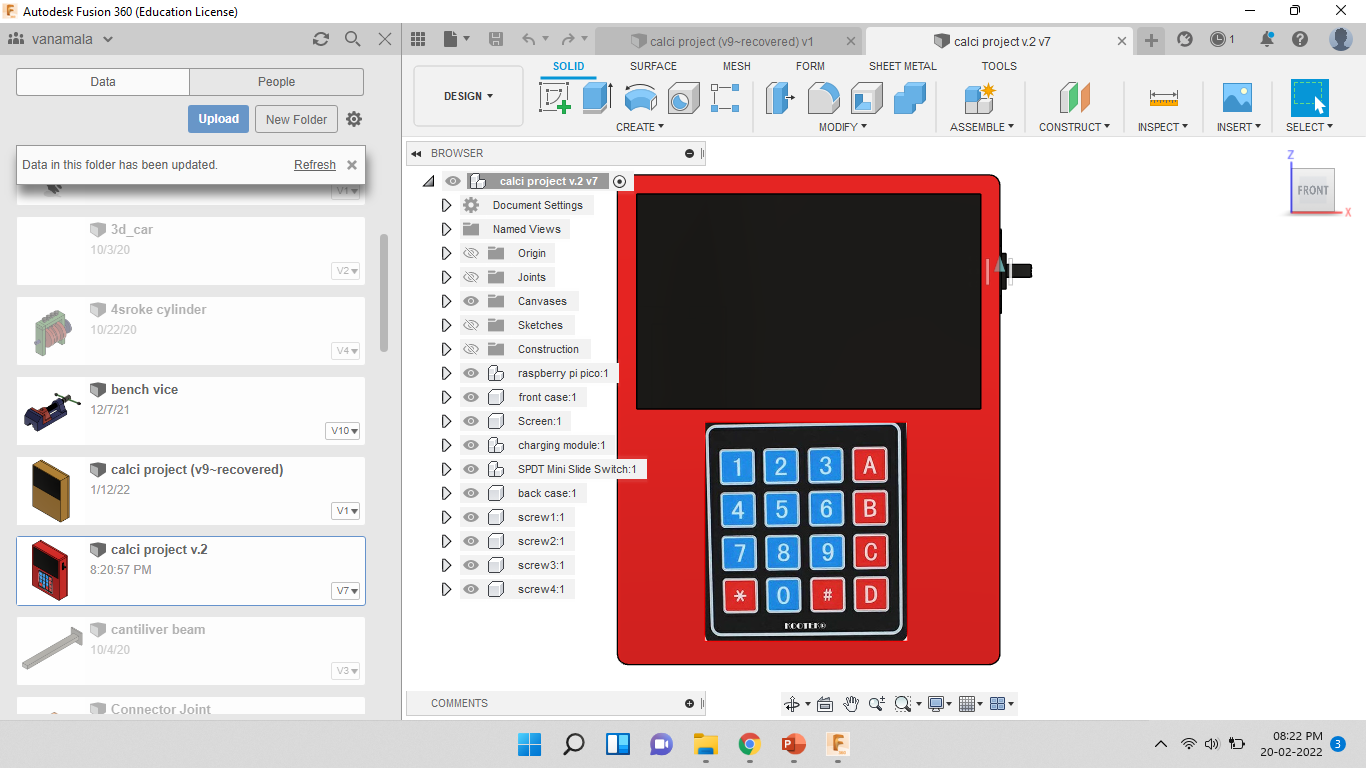 Autodesk Fusion 360 (Education License)
vanamala
calci project (v9~recovered) v1
calci project v.2 v7
1
Data
People
SOLID
SURFACE
MESH
FORM
SHEET METAL
TOOLS
DESIGN
Upload
New Folder
CREATE
MODIFY
ASSEMBLE
CONSTRUCT
INSPECT
INSERT
SELECT
Data in this folder has been updated.
Refresh
V1
3d_car
10/3/20
V2
4sroke cylinder
10/22/20
V4
bench vice
12/7/21
V10
calci project (v9~recovered)
1/12/22
V1
calci project v.2
8:20:57 PM
V7
cantiliver beam
10/4/20
V3
Connector Joint
BROWSER
calci project v.2 v7
Document Settings
Named Views
Origin
Joints
Canvases
Sketches
Construction
raspberry pi pico:1
front case:1
Screen:1
charging module:1
SPDT Mini Slide Switch:1
back case:1
screw1:1
screw2:1
screw3:1
screw4:1
1 2 3 A
4 5 6 B
7 8 9 C
* 0 # D
KOOTEK®
Z
FRONT
X
COMMENTS
08:22 PM
20-02-2022
3